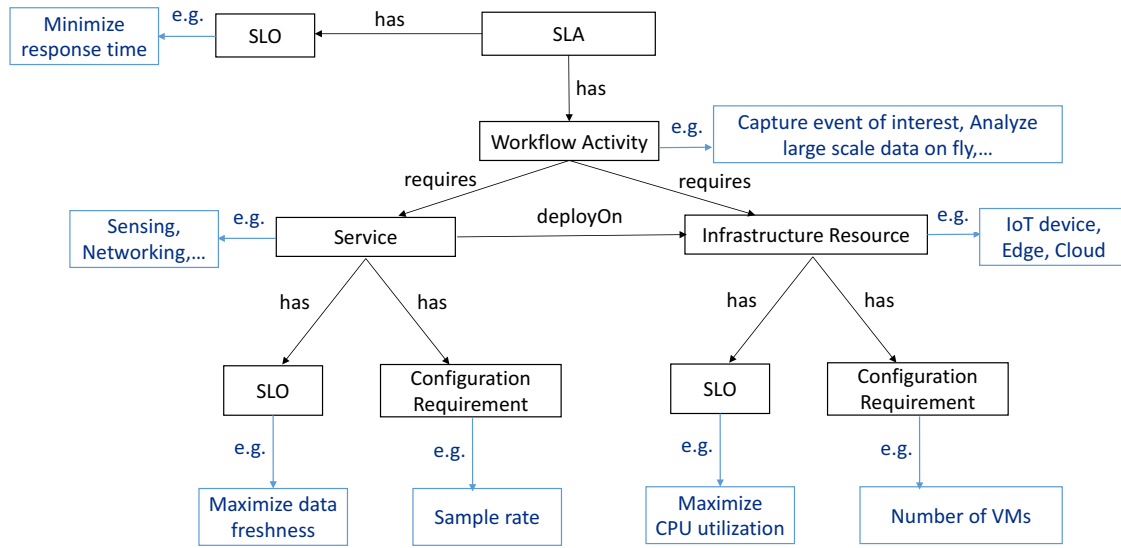 Minimize
response time
e.g.
SLO
has
SLA
has
Workflow Activity
e.g.
Capture event of interest, Analyze
large scale data on fly,...
requires
requires
Sensing,
Networking,...
e.g.
Service
deployOn
Infrastructure Resource
e.g.
IoT device,
Edge, Cloud
has
has
has
has
SLO
Configuration
Requirement
SLO
Configuration
Requirement
e.g.
e.g.
e.g.
e.g.
Maximize data
freshness
Sample rate
Maximize
CPU utilization
Number of VMs